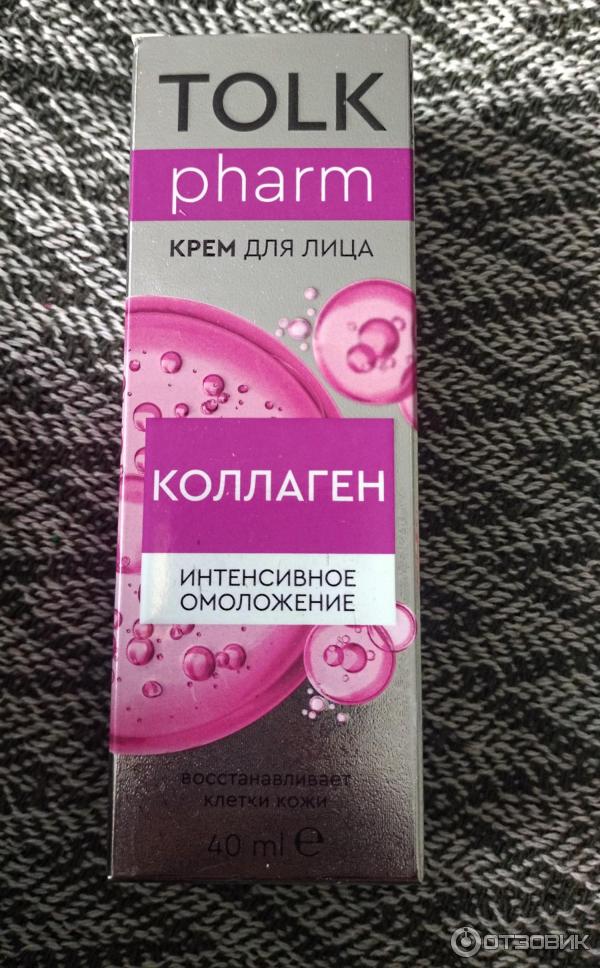 TOLK
pharm
КРЕМ ДЛЯ ЛИЦА
КОЛЛАГЕН
ИНТЕНСИВНОЕ
ОМОЛОЖЕНИЕ
восстанавливает
клетки кожи
40 ml ℮
ОТЗОВИК